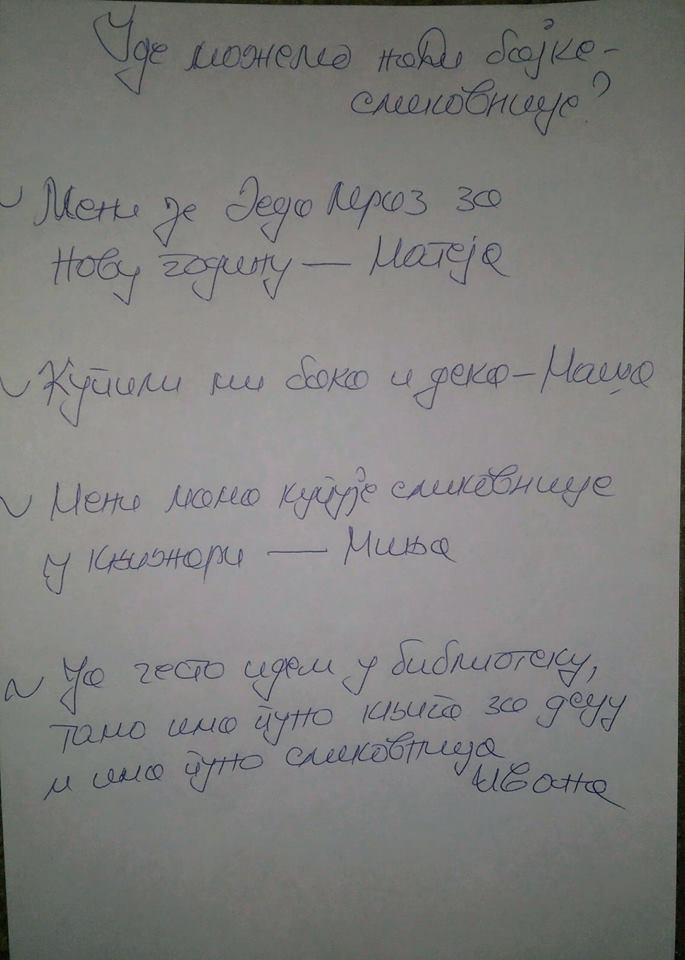 Где можемо наћи бајке-
сликовнице?
Мени је Деда Мраз за
Нову годину — Матеја
Купили ми бака и дека - Маша
Мени мама купује сликовнице
у књижари — Миња
Ја често идем у библиотеку,
тамо има пуно књига за децу
и има пуно сликовница
Ивана